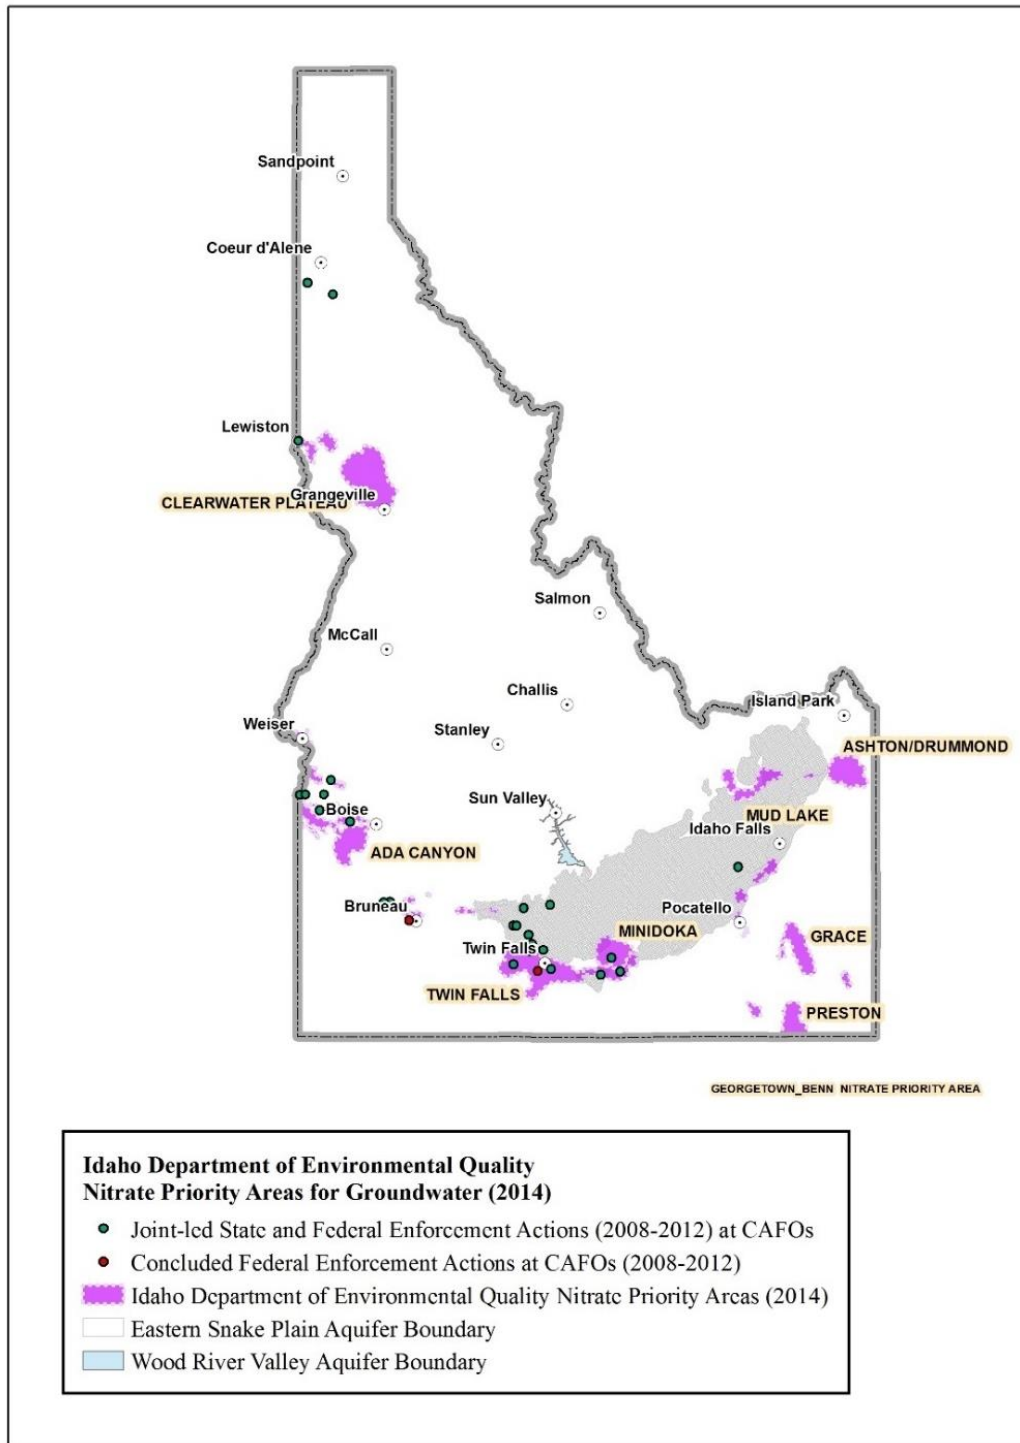 Sandpoint
Coeur d'Alene
Lewiston
Grangeville
CLEARWATER PLATEAU
Salmon
McCall
Challis
Island Park
Weiser
Stanley
ASHTON/DRUMMOND
Sun Valley
Boise
MUD LAKE
Idaho Falls
ADA CANYON
Bruneau
Pocatello
MINIDOKA
GRACE
Twin Falls
TWIN FALLS
PRESTON
GEORGETOWN_BENN NITRATE PRIORITY AREA
Idaho Department of Environmental Quality
Nitrate Priority Areas for Groundwater (2014)
Joint-led State and Federal Enforcement Actions (2008-2012) at CAFOs
Concluded Federal Enforcement Actions at CAFOs (2008-2012)
Idaho Department of Environmental Quality Nitrate Priority Areas (2014)
Eastern Snake Plain Aquifer Boundary
Wood River Valley Aquifer Boundary